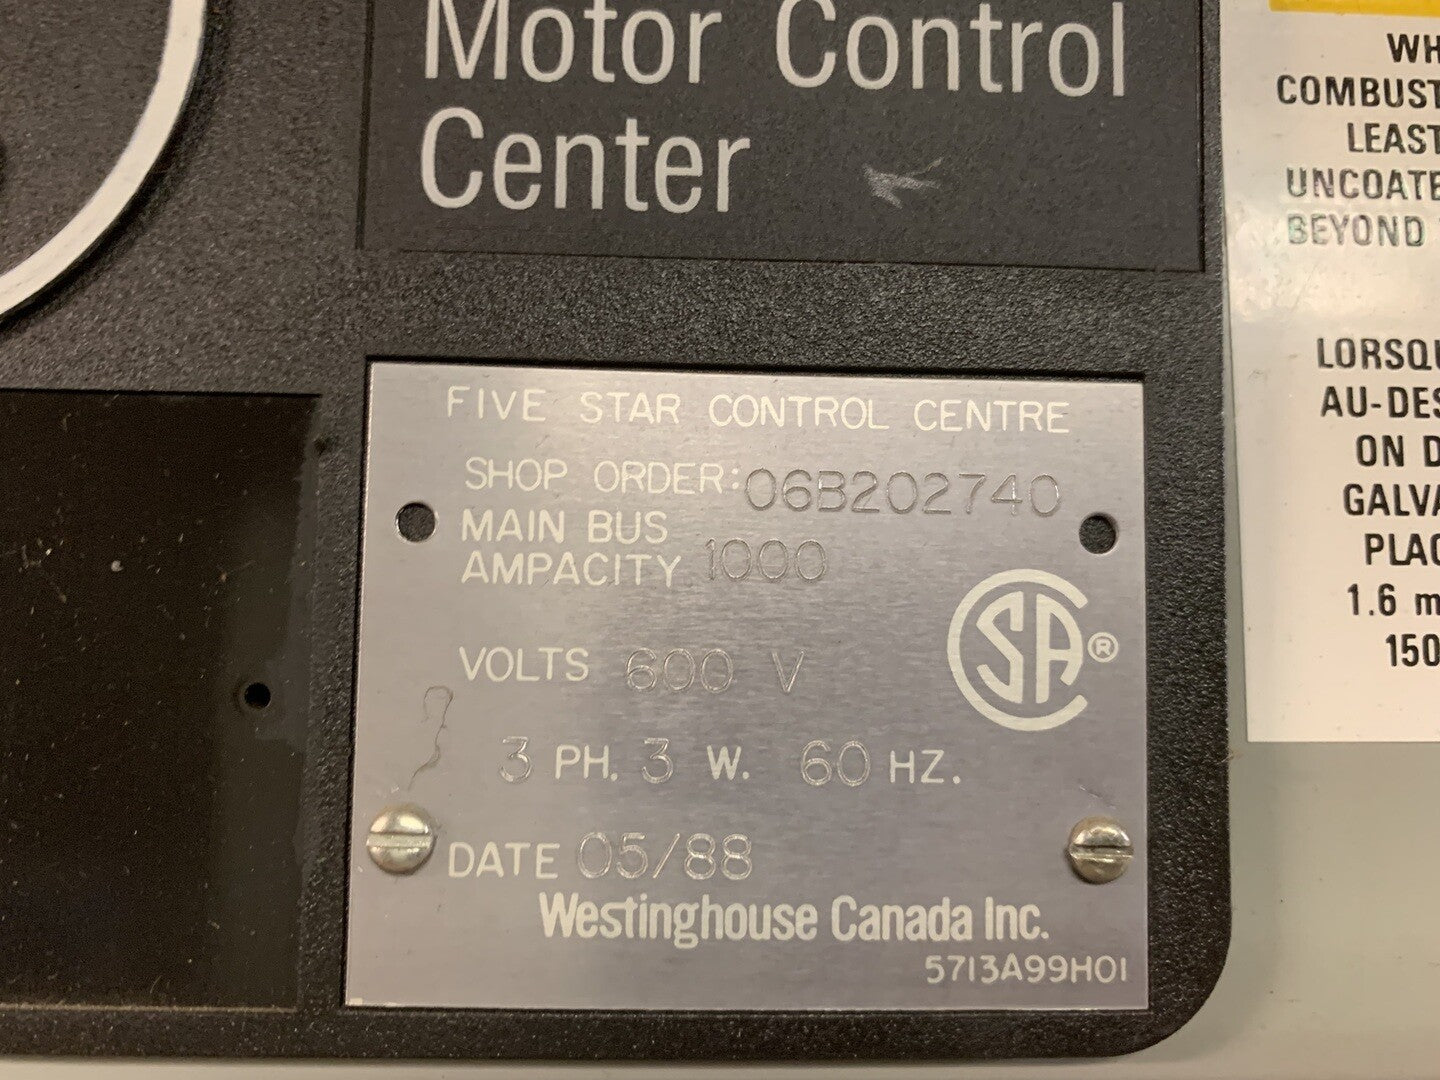 Motor Control
Center
FIVE STAR CONTROL CENTRE
SHOP ORDER: 06B202740
MAIN BUS
AMPACITY 1000
VOLTS 600 V
3 PH. 3 W. 60 HZ.
DATE 05/88
Westinghouse Canada Inc.
5713A99H01
CSA ®
WH
COMBUST
LEAST
UNCOATE
BEYOND
LORSQU
AU-DES
ON D
GALVA
PLAC
1.6 m
150